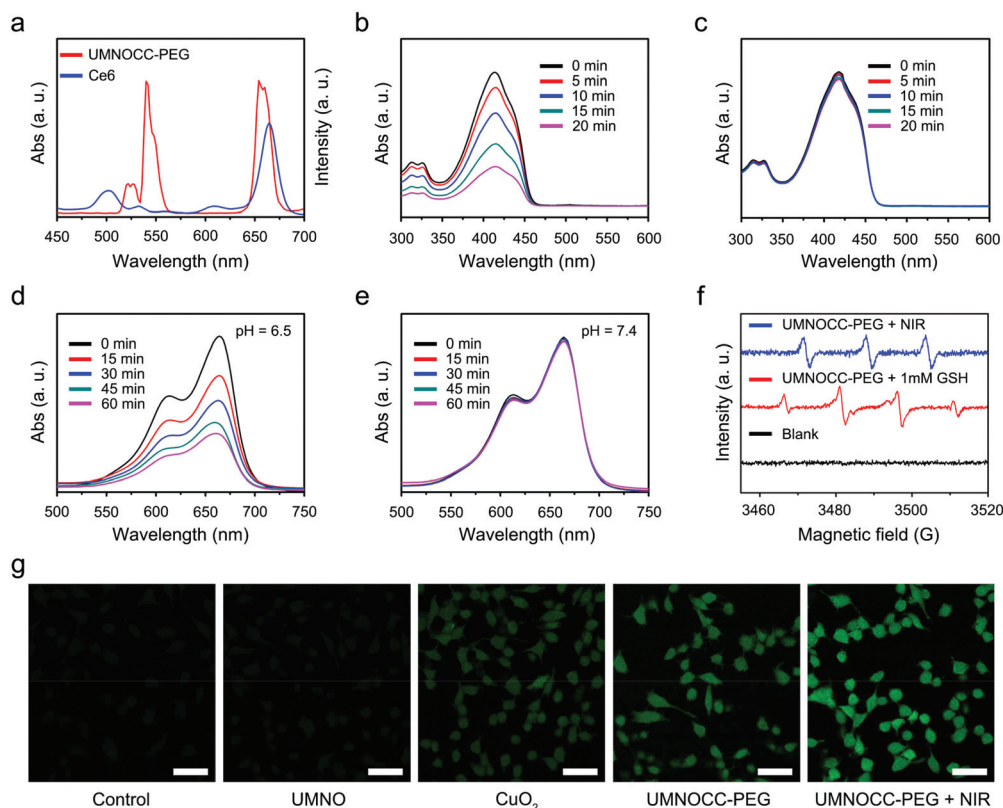 a
UMNOCC-PEG
Ce6
Abs (a. u.)
Intensity (a. u.)
450 500 550 600 650 700
Wavelength (nm)
b
0 min
5 min
10 min
15 min
20 min
Abs (a. u.)
300 350 400 450 500 550 600
Wavelength (nm)
c
0 min
5 min
10 min
15 min
20 min
Abs (a. u.)
300 350 400 450 500 550 600
Wavelength (nm)
d
0 min
15 min
30 min
45 min
60 min
pH = 6.5
Abs (a. u.)
500 550 600 650 700 750
Wavelength (nm)
e
0 min
15 min
30 min
45 min
60 min
pH = 7.4
Abs (a. u.)
500 550 600 650 700 750
Wavelength (nm)
f
UMNOCC-PEG + NIR
UMNOCC-PEG + 1mM GSH
Blank
Intensity (a. u.)
3460 3480 3500 3520
Magnetic field (G)
g
Control
UMNO
CuO₂
UMNOCC-PEG
UMNOCC-PEG + NIR